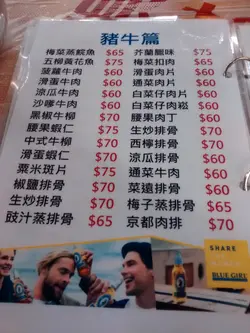 豬牛篇
梅菜蒸鯇魚 $65
五柳黃花魚 $75
菠蘿牛肉 $60
滑蛋牛肉 $60
涼瓜牛肉 $60
沙嗲牛肉 $60
黑椒牛柳 $70
腰果蝦仁 $75
中式牛柳 $70
滑蛋蝦仁 $75
粟米斑片 $75
椒鹽排骨 $70
生炒排骨 $70
豉汁蒸排骨 $65
芥蘭臘味 $75
梅菜扣肉 $65
滑蛋肉片 $60
通菜肉片 $60
白菜仔肉片 $60
白菜仔肉崧 $60
腰果肉丁 $60
生炒排骨 $70
西檸排骨 $70
涼瓜排骨 $60
通菜牛肉 $60
菜遠排骨 $60
梅子蒸排骨 $65
京都肉排 $70
SHARE
BLUE GIRL